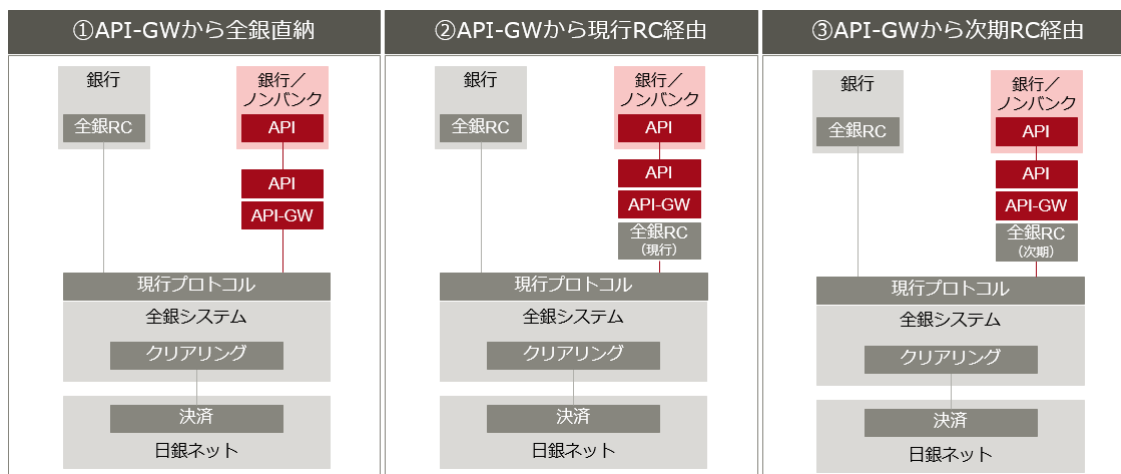 ①API-GWから全銀直納
銀行
銀行／
ノンバンク
全銀RC
API
API
API-GW
現行プロトコル
全銀システム
クリアリング
決済
日銀ネット
②API-GWから現行RC経由
銀行
銀行／
ノンバンク
全銀RC
API
API
API-GW
全銀RC
(現行)
現行プロトコル
全銀システム
クリアリング
決済
日銀ネット
③API-GWから次期RC経由
銀行
銀行／
ノンバンク
全銀RC
API
API
API-GW
全銀RC
(次期)
現行プロトコル
全銀システム
クリアリング
決済
日銀ネット